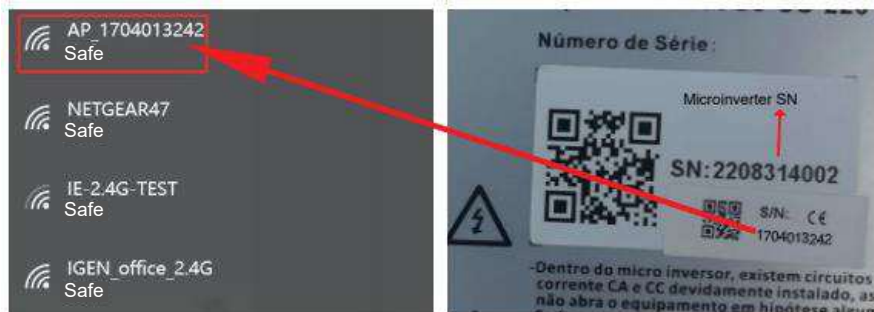 AP_1704013242
Safe
NETGEAR47
Safe
IE-2.4G-TEST
Safe
IGEN_office_2.4G
Safe
Número de Série:
Microinverter SN
SN:2208314002
S/N: CE
1704013242
-Dentro do micro inversor, existem circuitos
corrente CA e CC devidamente instalado, as
não abra o equipamento em hipótese